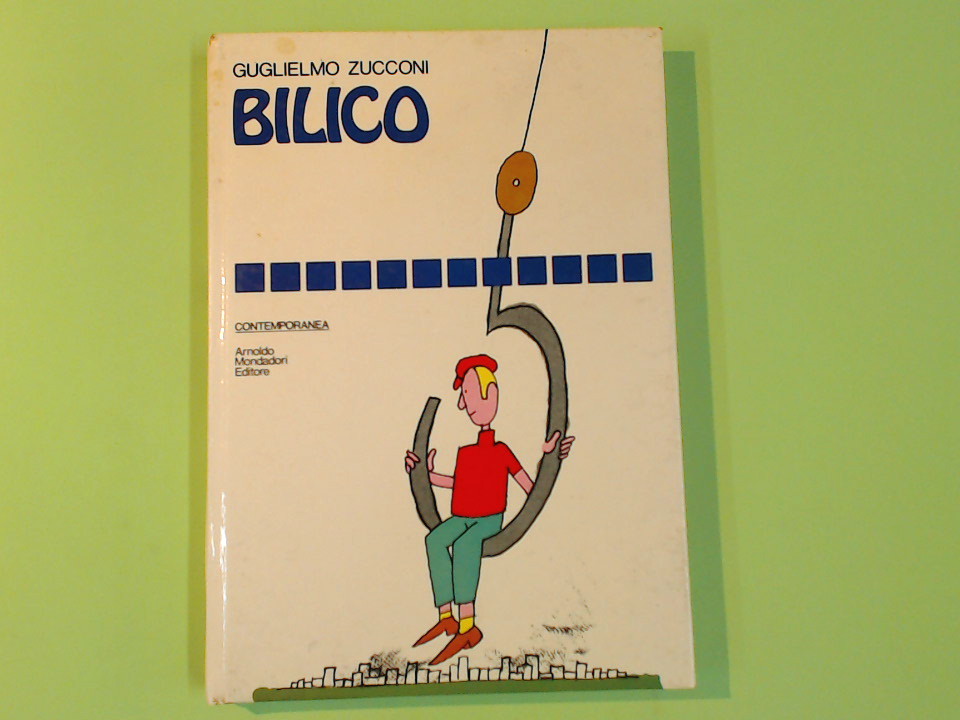 GUGLIELMO ZUCCONI
BILICO
CONTEMPORANEA
Arnoldo
Mondadori
Editore